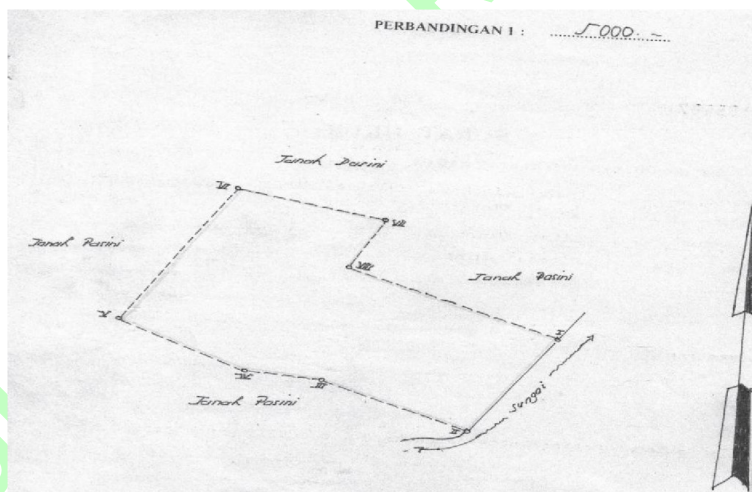 PERBANDINGAN 1 : 5000.-
Tanah Pasini
VI
VII
Tanah Pasini
VIII
Tanah Pasini
V
I
IV
III
Tanah Pasini
sungai
II